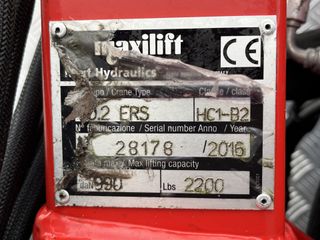 maxilift
Hydraulics
CE
/ Crane Type
.2 ERS
HC1-B2
/ Serial number Anno / Year
28178 / 2016
/ Max lifting capacity
daN 990 Lbs 2200